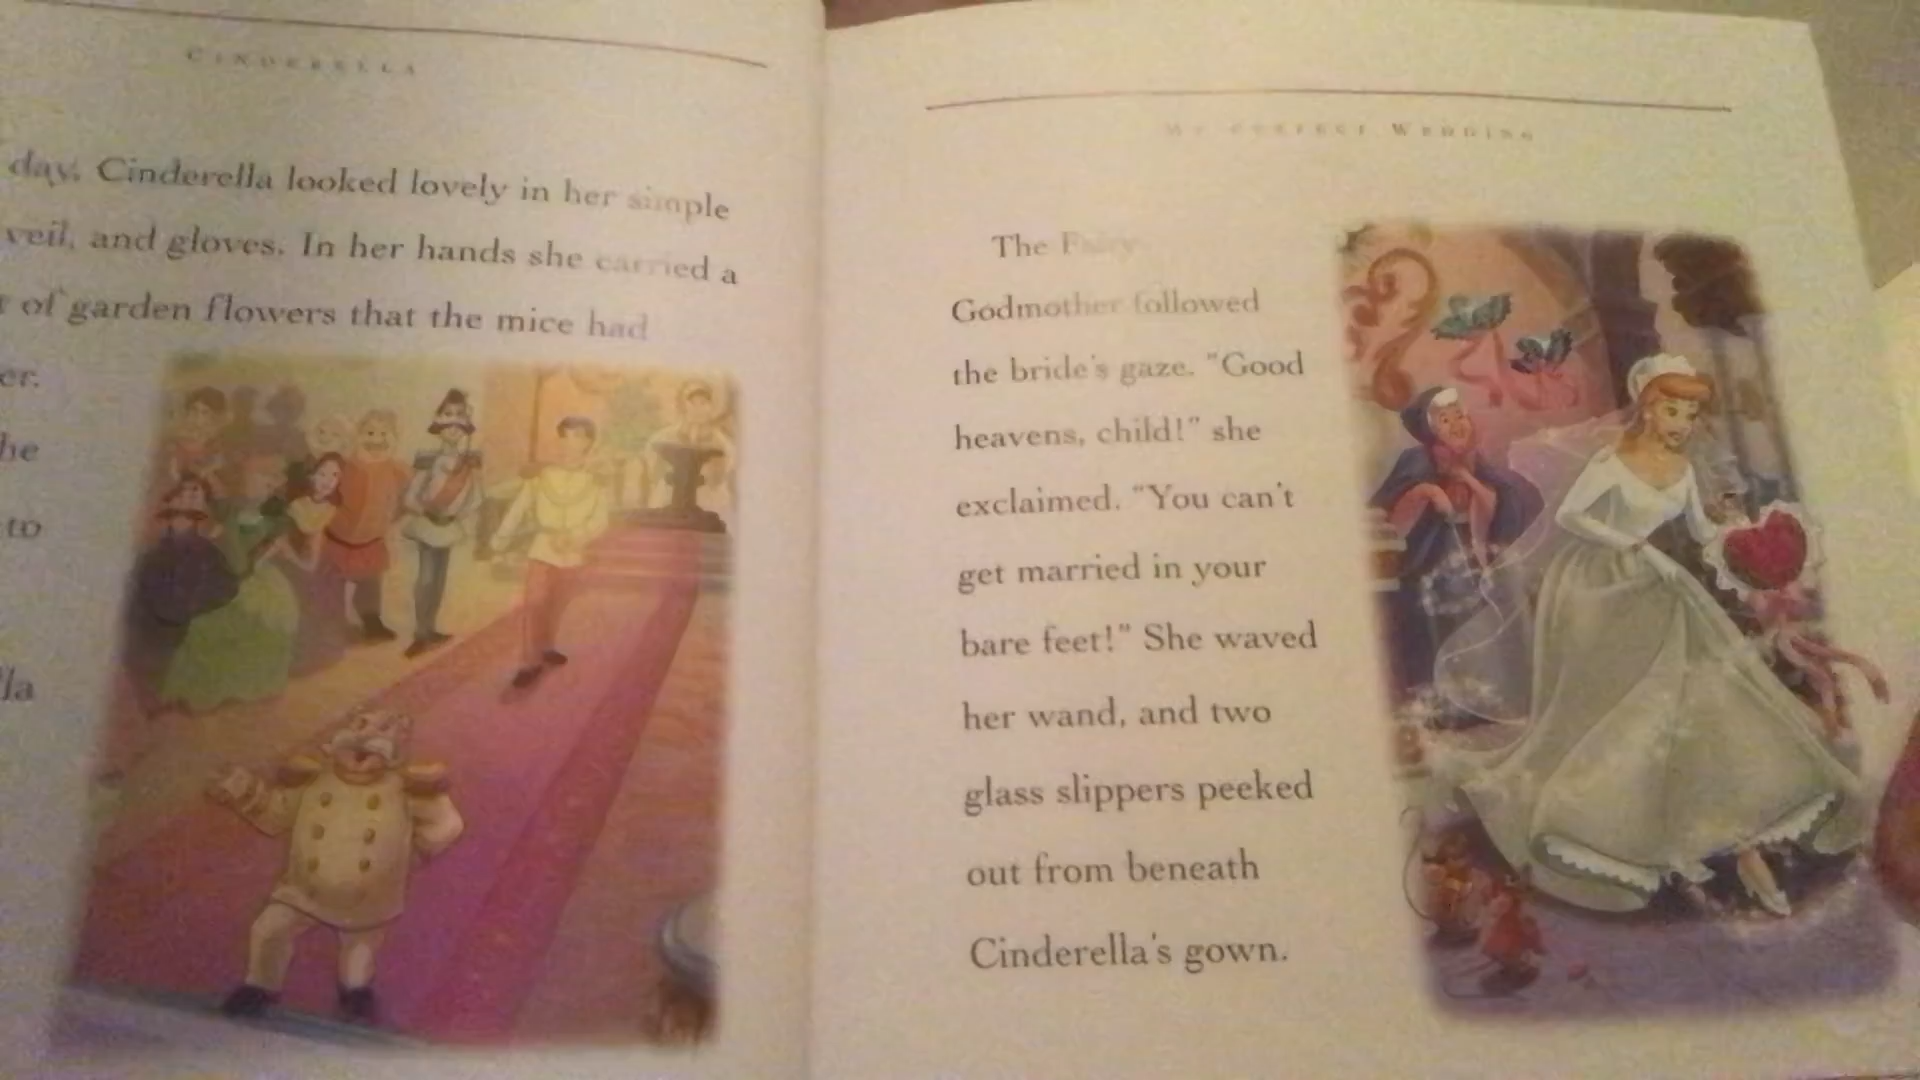 CINDERELLA
day, Cinderella looked lovely in her simple
veil, and gloves. In her hands she carried a
of garden flowers that the mice had
er.
he
to
la
MY PERFECT WEDDING
The Fairy
Godmother followed
the bride's gaze. "Good
heavens, child!" she
exclaimed. "You can't
get married in your
bare feet!" She waved
her wand, and two
glass slippers peeked
out from beneath
Cinderella's gown.